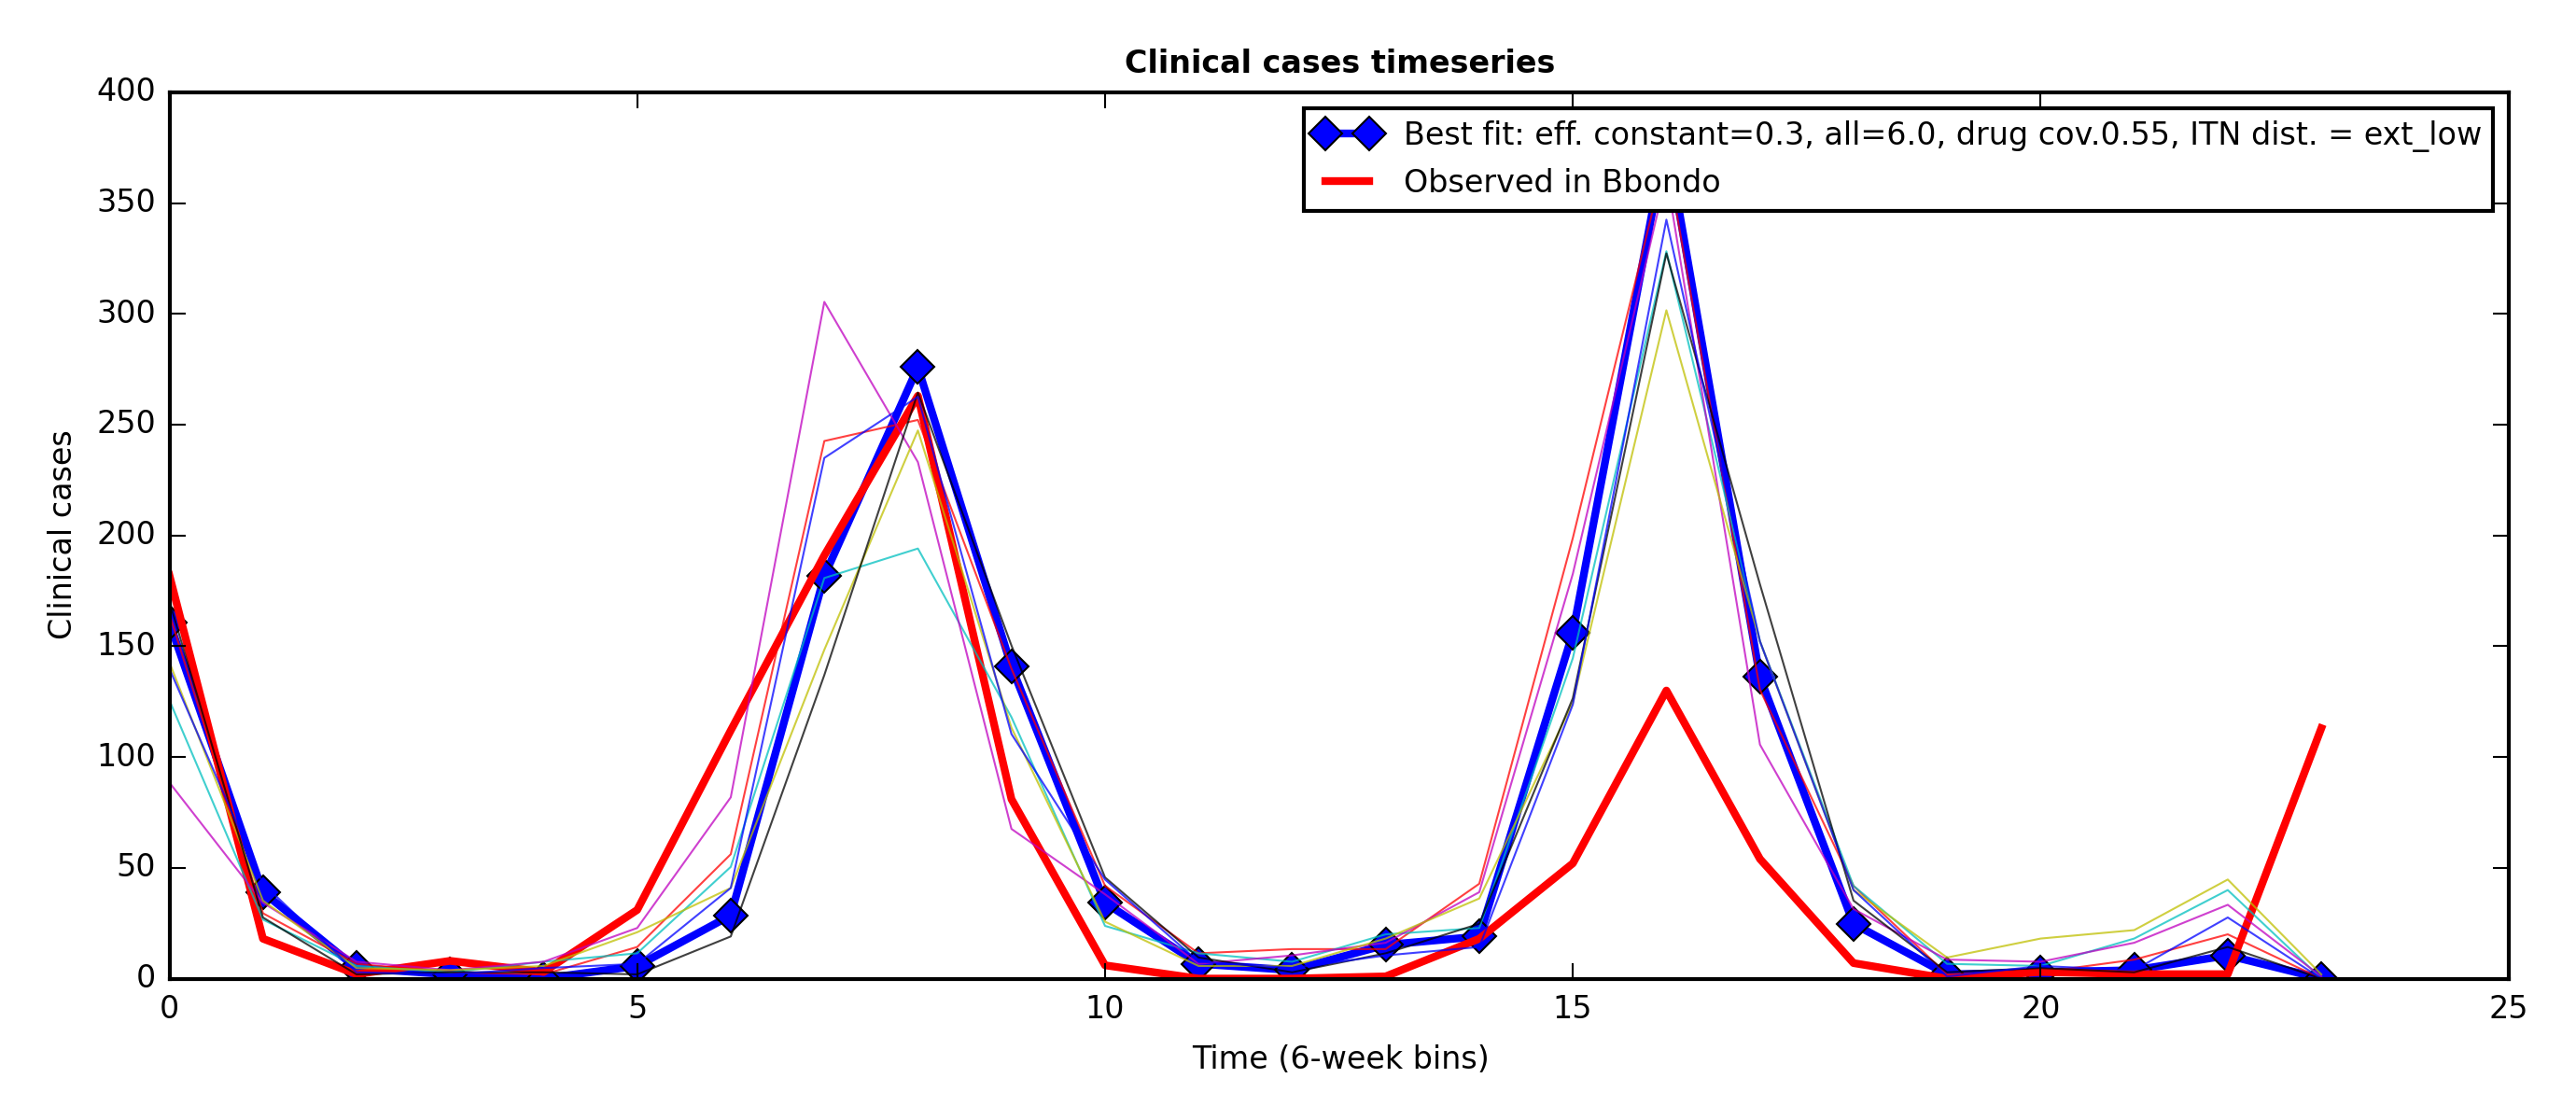 Clinical cases timeseries
400
350
300
250
200
150
100
50
0
Clinical cases
Best fit: eff. constant=0.3, all=6.0, drug cov.0.55, ITN dist. = ext_low
Observed in Bbondo
0 5 10 15 20 25
Time (6-week bins)